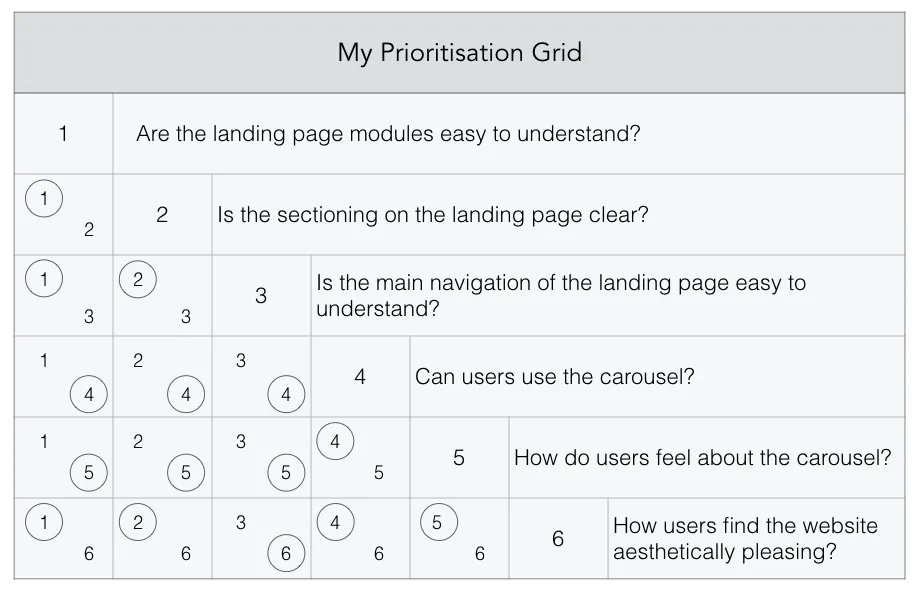 My Prioritisation Grid
1 Are the landing page modules easy to understand?
1 2 2 Is the sectioning on the landing page clear?
1 3 2 3 3 Is the main navigation of the landing page easy to
understand?
1 4 2 4 3 4 4 Can users use the carousel?
1 5 2 5 3 5 4 5 5 How do users feel about the carousel?
1 6 2 6 3 6 4 6 5 6 6 How users find the website
aesthetically pleasing?